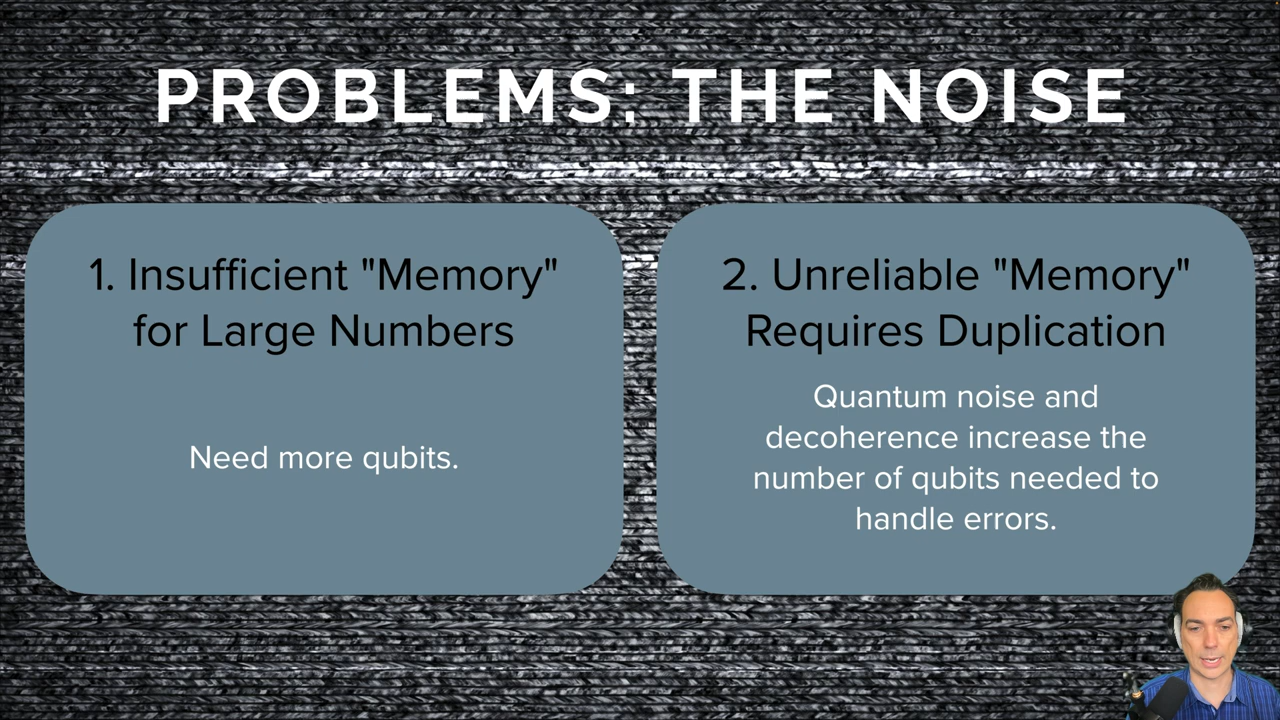 PROBLEMS: THE NOISE
1. Insufficient "Memory"
for Large Numbers
Need more qubits.
2. Unreliable "Memory"
Requires Duplication
Quantum noise and
decoherence increase the
number of qubits needed to
handle errors.